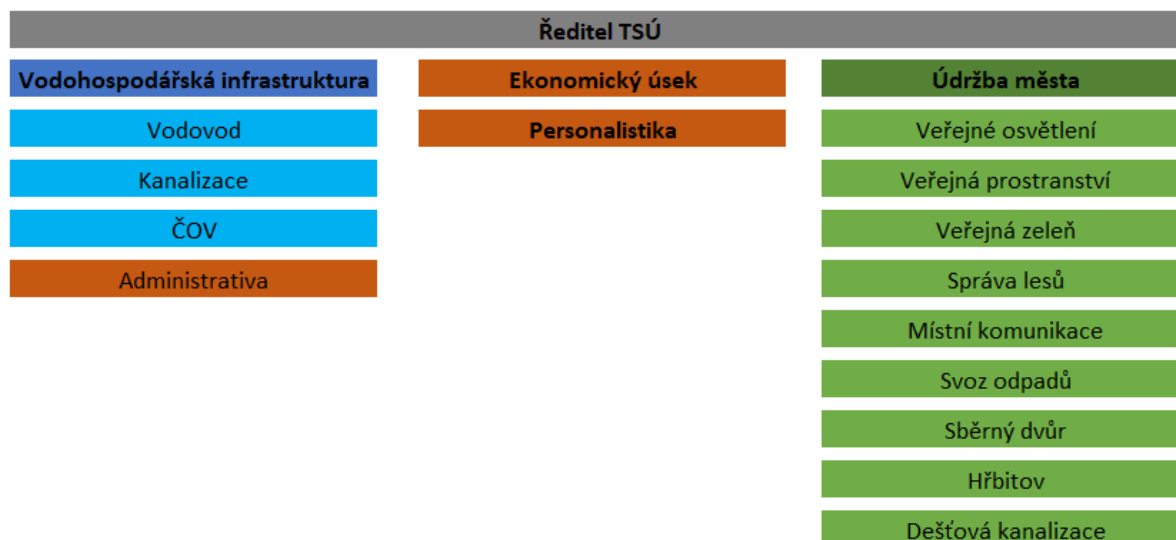 Ředitel TSÚ
Vodohospodářská infrastruktura
Vodovod
Kanalizace
ČOV
Administrativa
Ekonomický úsek
Personalistika
Údržba města
Veřejné osvětlení
Veřejná prostranství
Veřejná zeleň
Správa lesů
Místní komunikace
Svoz odpadů
Sběrný dvůr
Hřbitov
Dešťová kanalizace